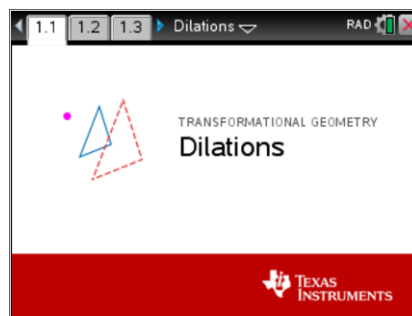 1.1 1.2 1.3 Dilations RAD
TRANSFORMATIONAL GEOMETRY
Dilations
TEXAS
INSTRUMENTS